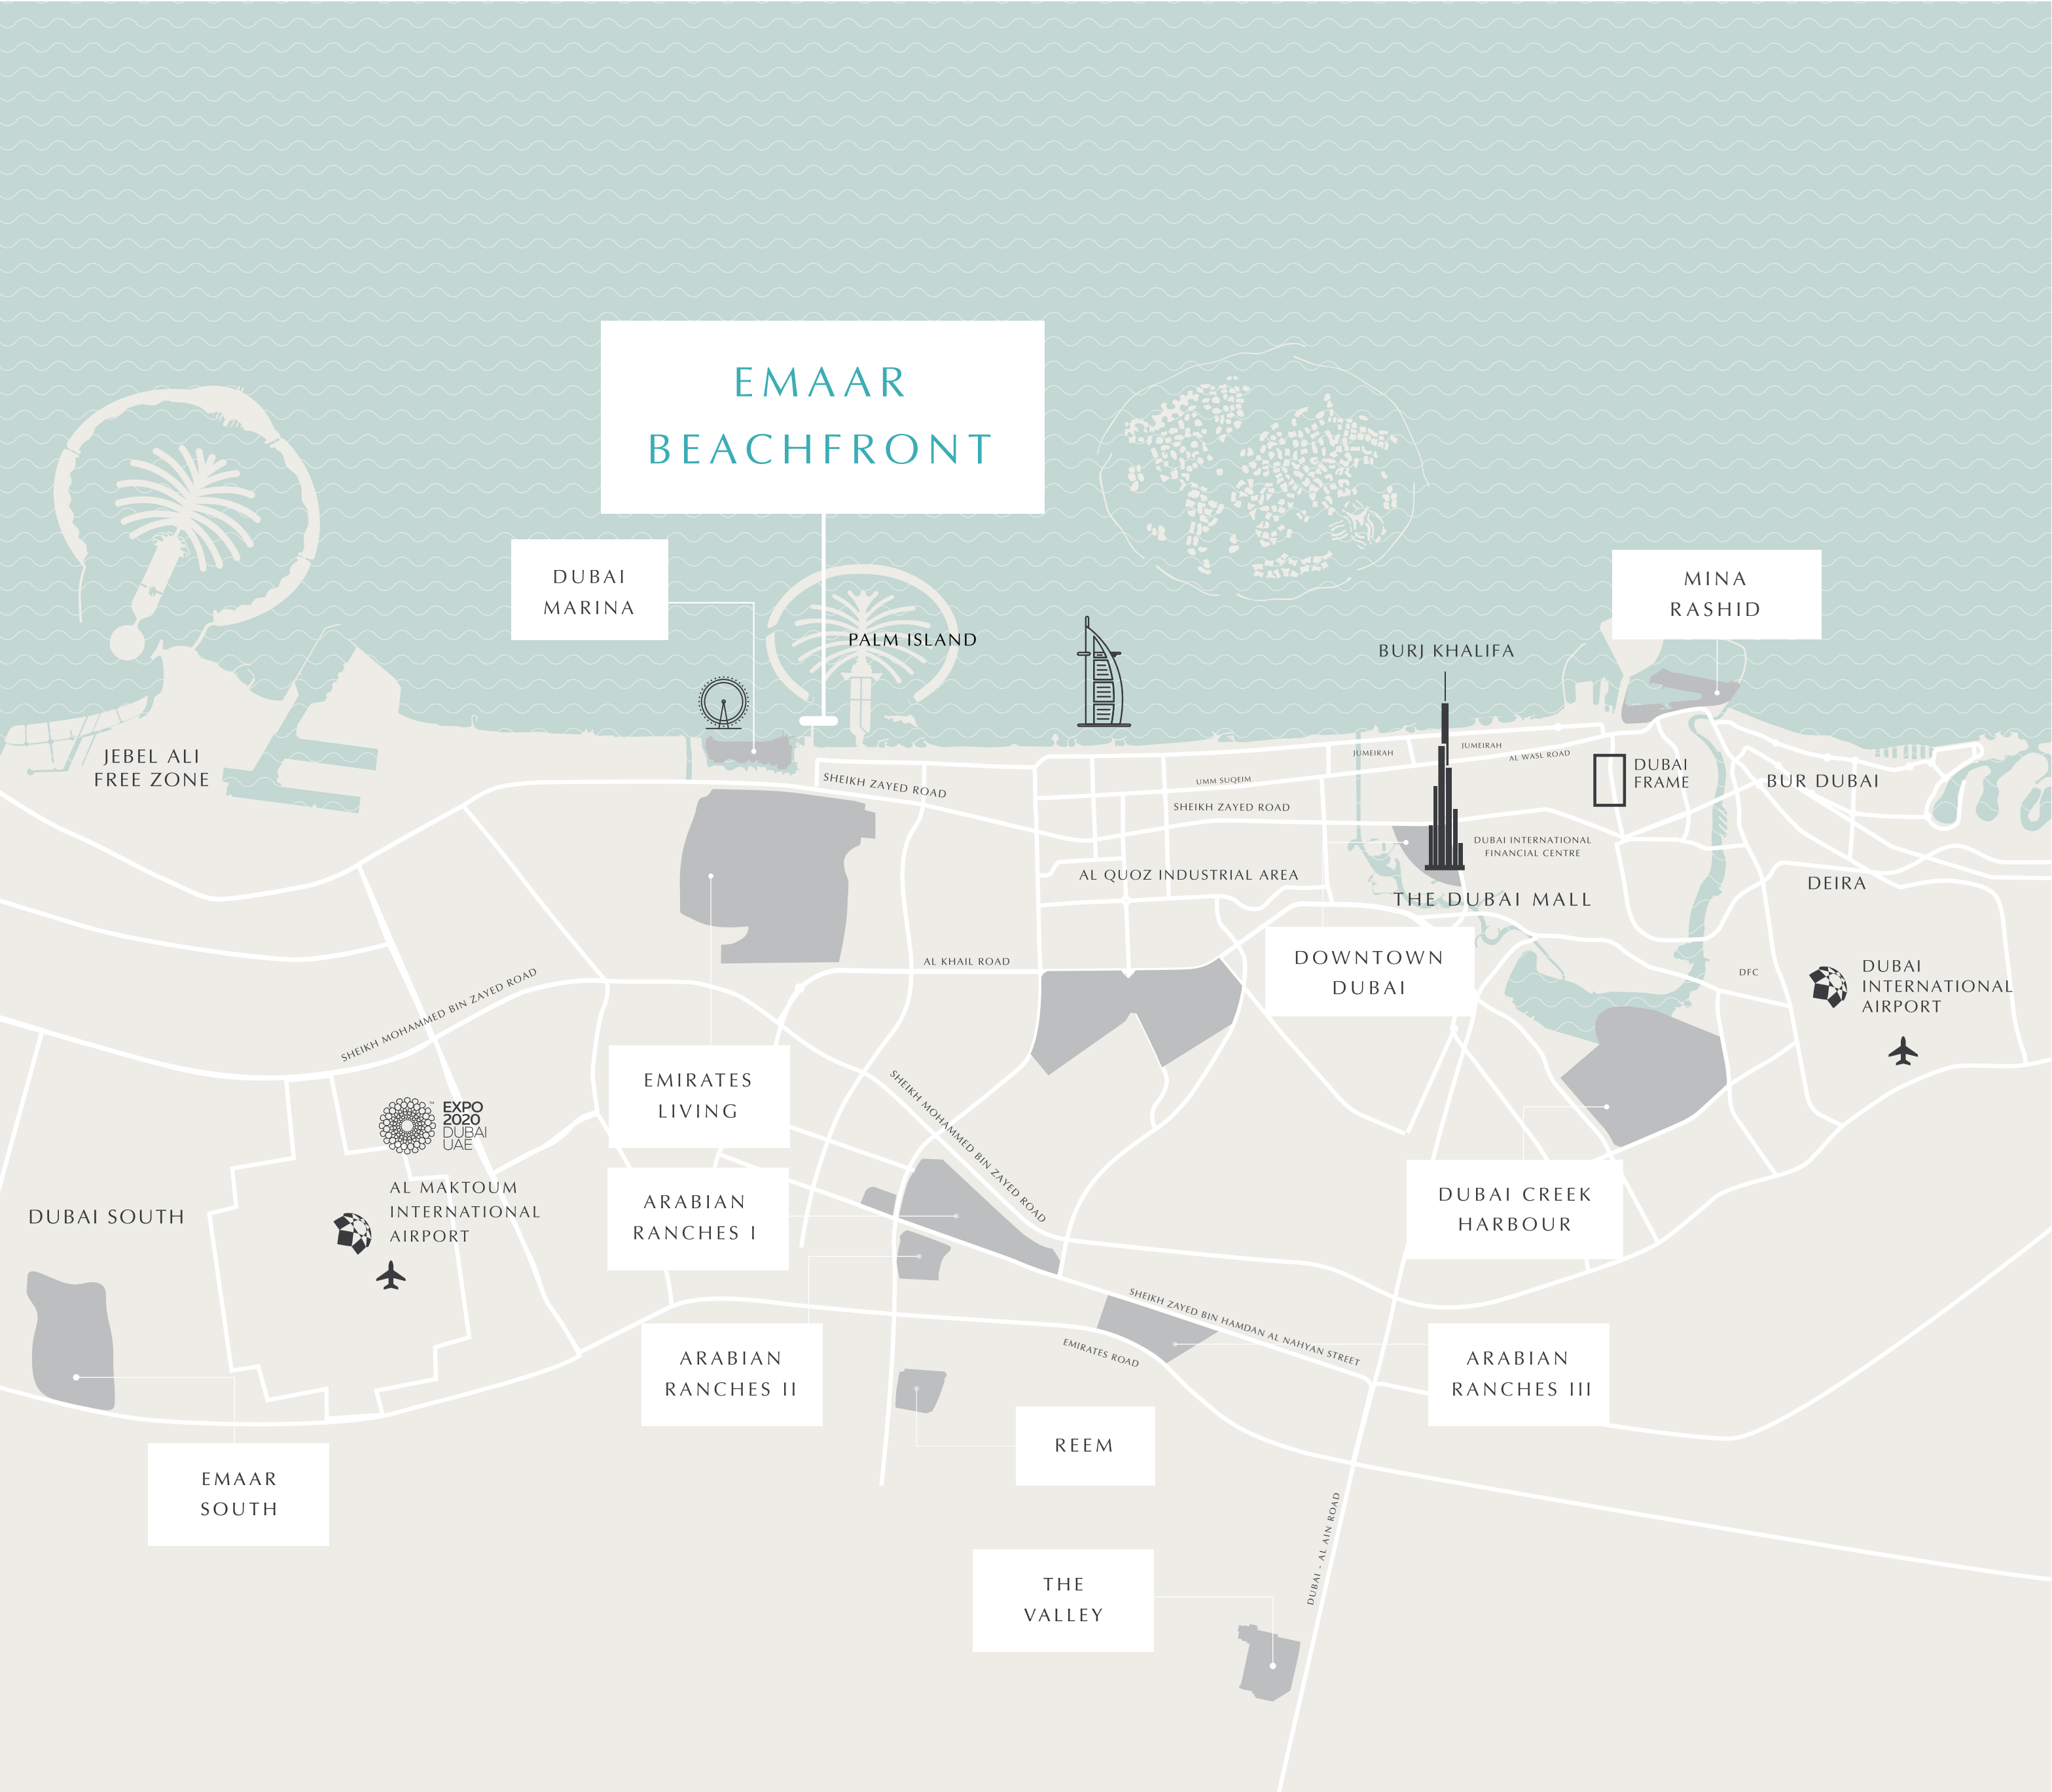 EMAAR
BEACHFRONT
DUBAI
MARINA
MINA
RASHID
PALM ISLAND
BURJ KHALIFA
JEBEL ALI
FREE ZONE
SHEIKH ZAYED ROAD
JUMEIRAH
JUMEIRAH
AL WASL ROAD
UMM SUQEIM
SHEIKH ZAYED ROAD
DUBAI
FRAME
BUR DUBAI
DUBAI INTERNATIONAL
FINANCIAL CENTRE
AL QUOZ INDUSTRIAL AREA
THE DUBAI MALL
DEIRA
AL KHAIL ROAD
DOWNTOWN
DUBAI
DFC
DUBAI
INTERNATIONAL
AIRPORT
SHEIKH MOHAMMED BIN ZAYED ROAD
EMIRATES
LIVING
SHEIKH MOHAMMED BIN ZAYED ROAD
EXPO
2020
DUBAI
UAE
™
AL MAKTOUM
INTERNATIONAL
AIRPORT
DUBAI SOUTH
ARABIAN
RANCHES I
DUBAI CREEK
HARBOUR
SHEIKH ZAYED BIN HAMDAN AL NAHYAN STREET
EMIRATES ROAD
ARABIAN
RANCHES II
ARABIAN
RANCHES III
REEM
EMAAR
SOUTH
DUBAI - AL AIN ROAD
THE
VALLEY